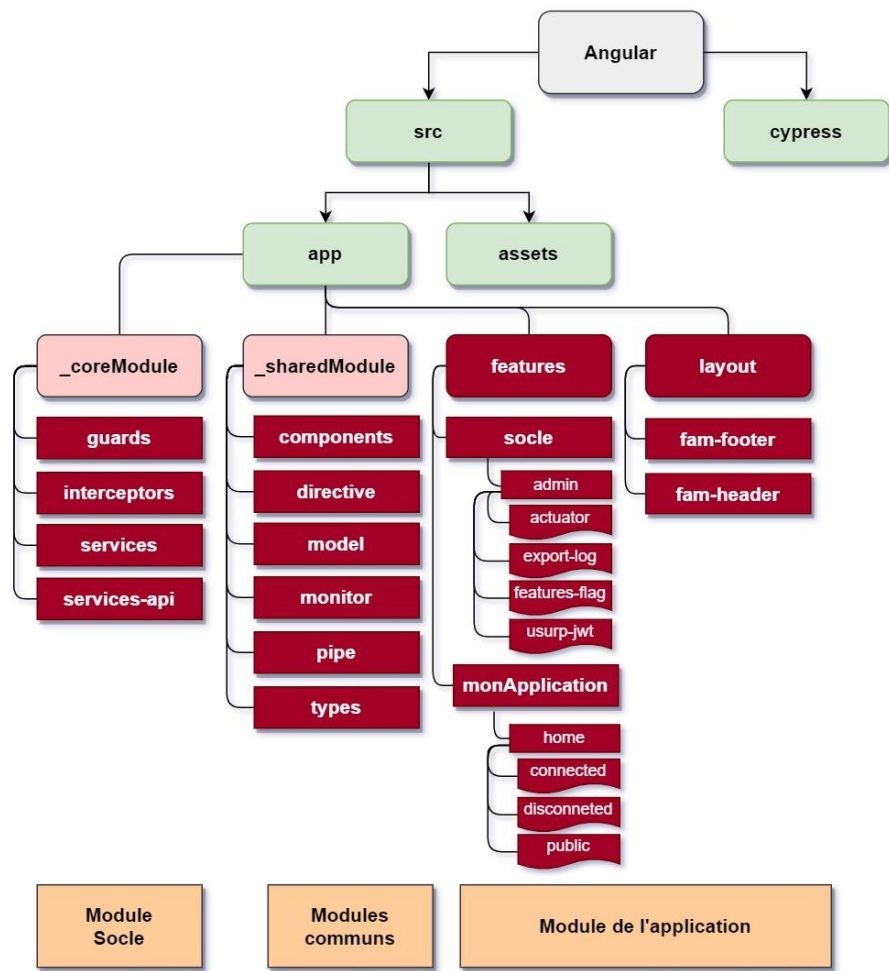 Angular
src
cypress
app
assets
_coreModule
_sharedModule
features
layout
guards
components
socle
fam-footer
interceptors
directive
admin
fam-header
actuator
services
model
export-log
services-api
monitor
features-flag
usurp-jwt
pipe
monApplication
types
home
connected
disconneted
public
Module
Socle
Modules
communs
Module de l'application